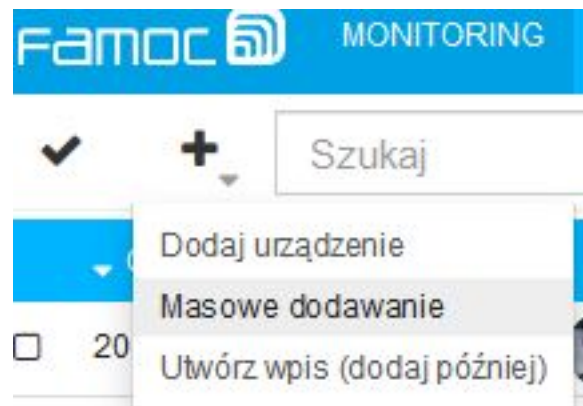 Famoc MONITORING
Szukaj
Dodaj urządzenie
Masowe dodawanie
20
Utwórz wpis (dodaj później)